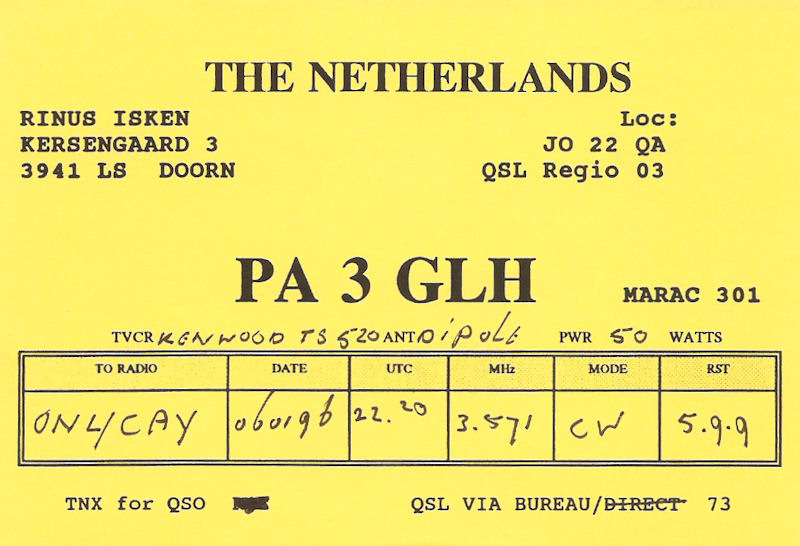 THE NETHERLANDS
RINUS ISKEN Loc:
KERSENGAARD 3 JO 22 QA
3941 LS DOORN QSL Regio 03
PA 3 GLH MARAC 301
TVCR KENWOOD TS 520 ANT DIPOLE PWR 50 WATTS
TO RADIO DATE UTC MHz MODE RST
ON4CAY 060196 22.20 3.571 CW 5.9.9
TNX for QSO QSL VIA BUREAU/DIRECT 73